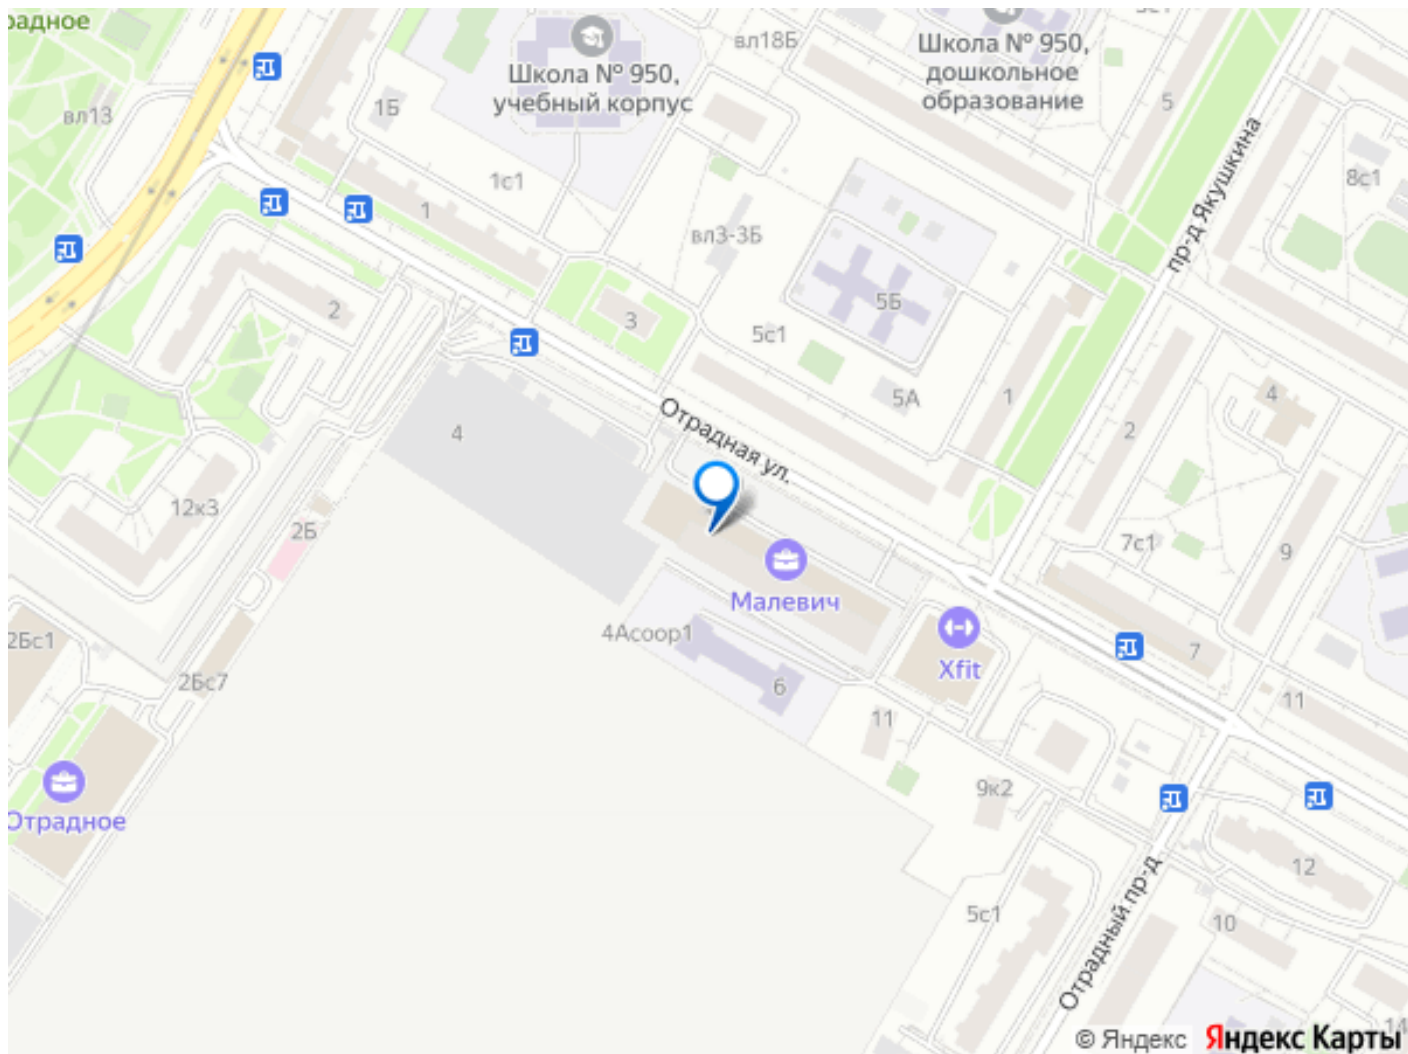 вл18Б
Школа № 950,
дошкольное
образование
Школа № 950,
учебный корпус
вл13
1Б
5
1с1
8с1
1
вл3-3Б
пр-д Якушкина
5Б
2
3
5с1
5А
1
4
Отрадная ул.
4
2
12к3
2Б
7с1
9
Малевич
4Асоор1
2Бс1
Xfit
7
2Бс7
6
11
11
Отрадное
9к2
12
5с1
10
Отрадный пр-д
14
© Яндекс
Яндекс Карты